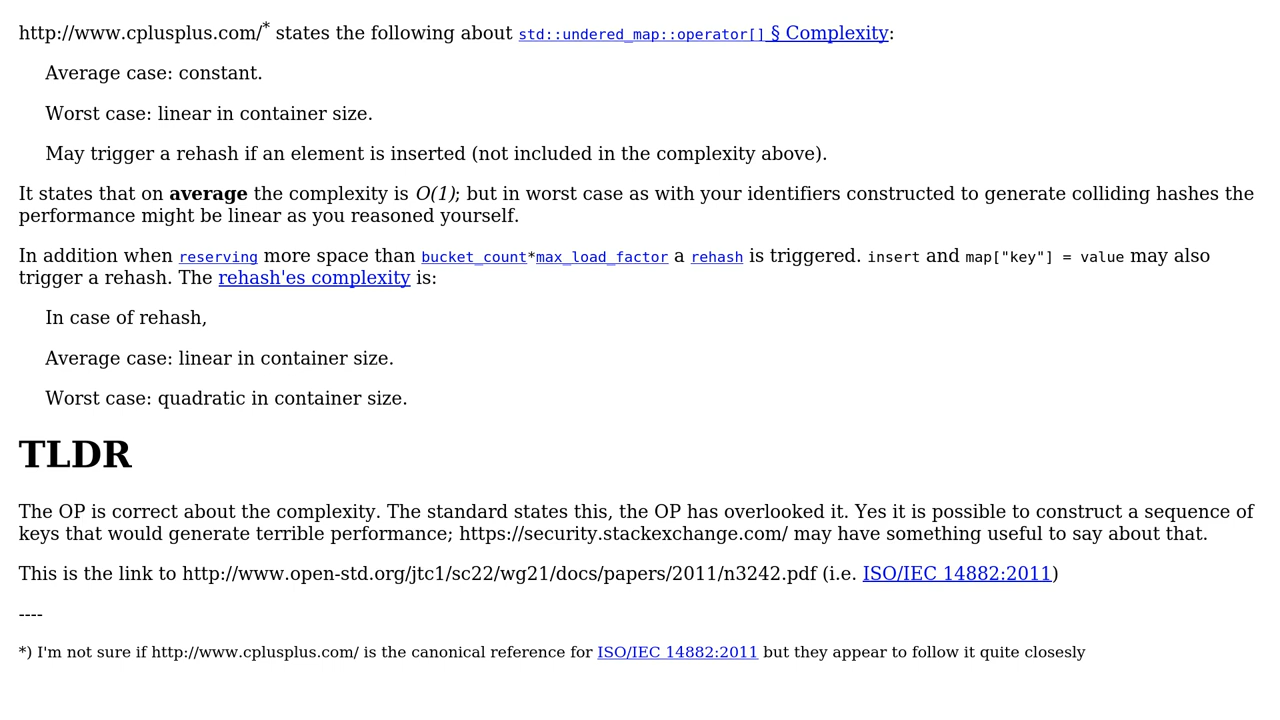 http://www.cplusplus.com/* states the following about std::undered_map::operator[] § Complexity:
Average case: constant.
Worst case: linear in container size.
May trigger a rehash if an element is inserted (not included in the complexity above).
It states that on average the complexity is O(1); but in worst case as with your identifiers constructed to generate colliding hashes the
performance might be linear as you reasoned yourself.
In addition when reserving more space than bucket_count*max_load_factor a rehash is triggered. insert and map["key"] = value may also
trigger a rehash. The rehash'es complexity is:
In case of rehash,
Average case: linear in container size.
Worst case: quadratic in container size.
TLDR
The OP is correct about the complexity. The standard states this, the OP has overlooked it. Yes it is possible to construct a sequence of
keys that would generate terrible performance; https://security.stackexchange.com/ may have something useful to say about that.
This is the link to http://www.open-std.org/jtc1/sc22/wg21/docs/papers/2011/n3242.pdf (i.e. ISO/IEC 14882:2011)
----
*) I'm not sure if http://www.cplusplus.com/ is the canonical reference for ISO/IEC 14882:2011 but they appear to follow it quite closesly